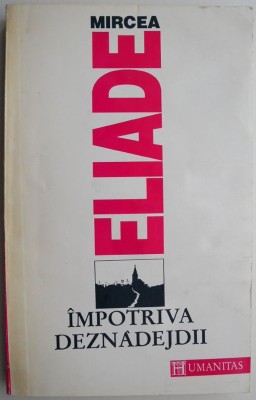 MIRCEA
ELIADE
ÎMPOTRIVA
DEZNĂDEJDII
HUMANITAS